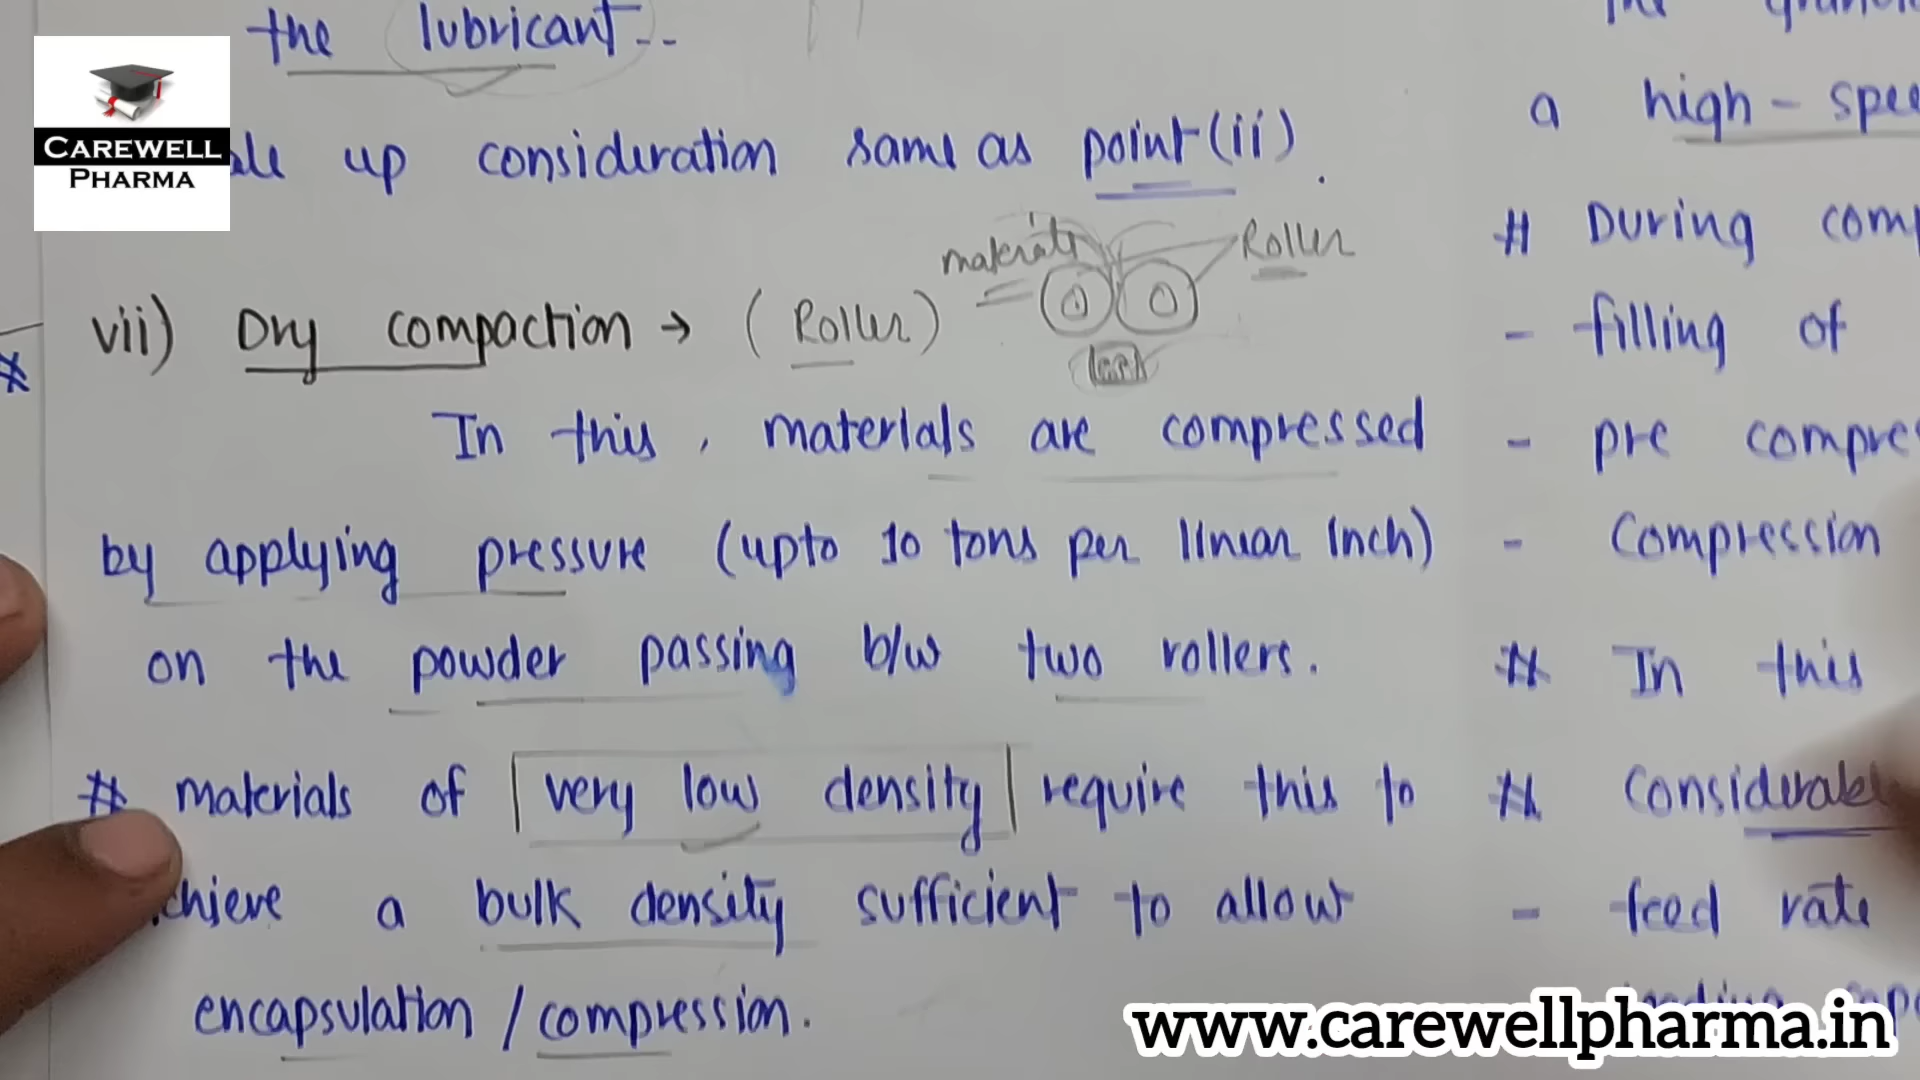 the lubricant--
up consideration same as point(ii).
vii) Dry compaction → (Roller)
materials
Roller
In this, materials are compressed
by applying pressure (upto 10 tons per linear inch)
on the powder passing b/w two rollers.
# materials of very low density require this to
achieve a bulk density sufficient to allow
encapsulation / compression.
a high-spee
# During com
- filling of
- pre compre
- Compression
# In this
# Considerable
- feed rate
CAREWELL
PHARMA
www.carewellpharma.in